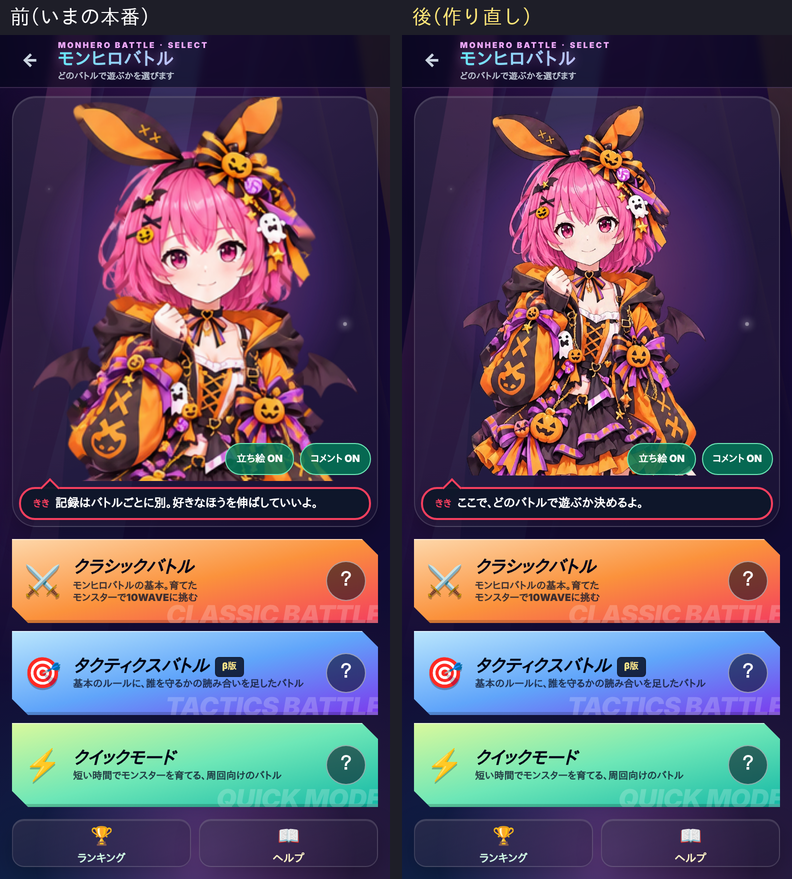 前(いまの本番)
MONHERO BATTLE · SELECT
モンヒロバトル
どのバトルで遊ぶかを選びます
立ち絵 ON
コメント ON
きき 記録はバトルごとに別。好きなほうを伸ばしていいよ。
クラシックバトル
モンヒロバトルの基本。育てた
モンスターで10WAVEに挑む
?
CLASSIC BATTLE
タクティクスバトル β版
基本のルールに、誰を守るかの読み合いを足したバトル
?
TACTICS BATTLE
クイックモード
短い時間でモンスターを育てる、周回向けのバトル
?
QUICK MODE
ランキング
ヘルプ
後(作り直し)
MONHERO BATTLE · SELECT
モンヒロバトル
どのバトルで遊ぶかを選びます
立ち絵 ON
コメント ON
きき ここで、どのバトルで遊ぶか決めるよ。
クラシックバトル
モンヒロバトルの基本。育てた
モンスターで10WAVEに挑む
?
CLASSIC BATTLE
タクティクスバトル β版
基本のルールに、誰を守るかの読み合いを足したバトル
?
TACTICS BATTLE
クイックモード
短い時間でモンスターを育てる、周回向けのバトル
?
QUICK MODE
ランキング
ヘルプ